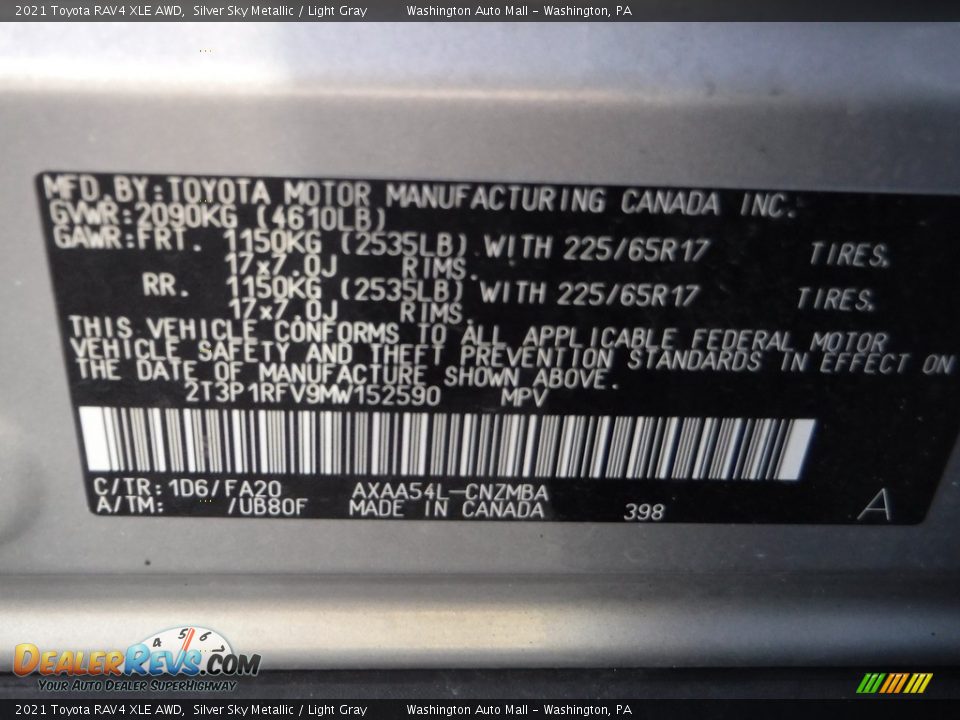 2021 Toyota RAV4 XLE AWD, Silver Sky Metallic / Light Gray Washington Auto Mall - Washington, PA
MFD. BY: TOYOTA MOTOR MANUFACTURING CANADA INC.
GVWR: 2090KG (4610LB)
GAWR: FRT. 1150KG (2535LB) WITH 225/65R17 TIRES.
17x7.0J RIMS.
RR. 1150KG (2535LB) WITH 225/65R17 TIRES.
17x7.0J RIMS.
THIS VEHICLE CONFORMS TO ALL APPLICABLE FEDERAL MOTOR
VEHICLE SAFETY AND THEFT PREVENTION STANDARDS IN EFFECT ON
THE DATE OF MANUFACTURE SHOWN ABOVE.
2T3P1RFV9MW152590 MPV
C/TR: 1D6/FA20 AXAA54L-CNZMBA
A/TM: /UB80F MADE IN CANADA 398 A
4 5 6
DealerRevs.com
Your Auto Dealer SuperHighway
2021 Toyota RAV4 XLE AWD, Silver Sky Metallic / Light Gray Washington Auto Mall - Washington, PA